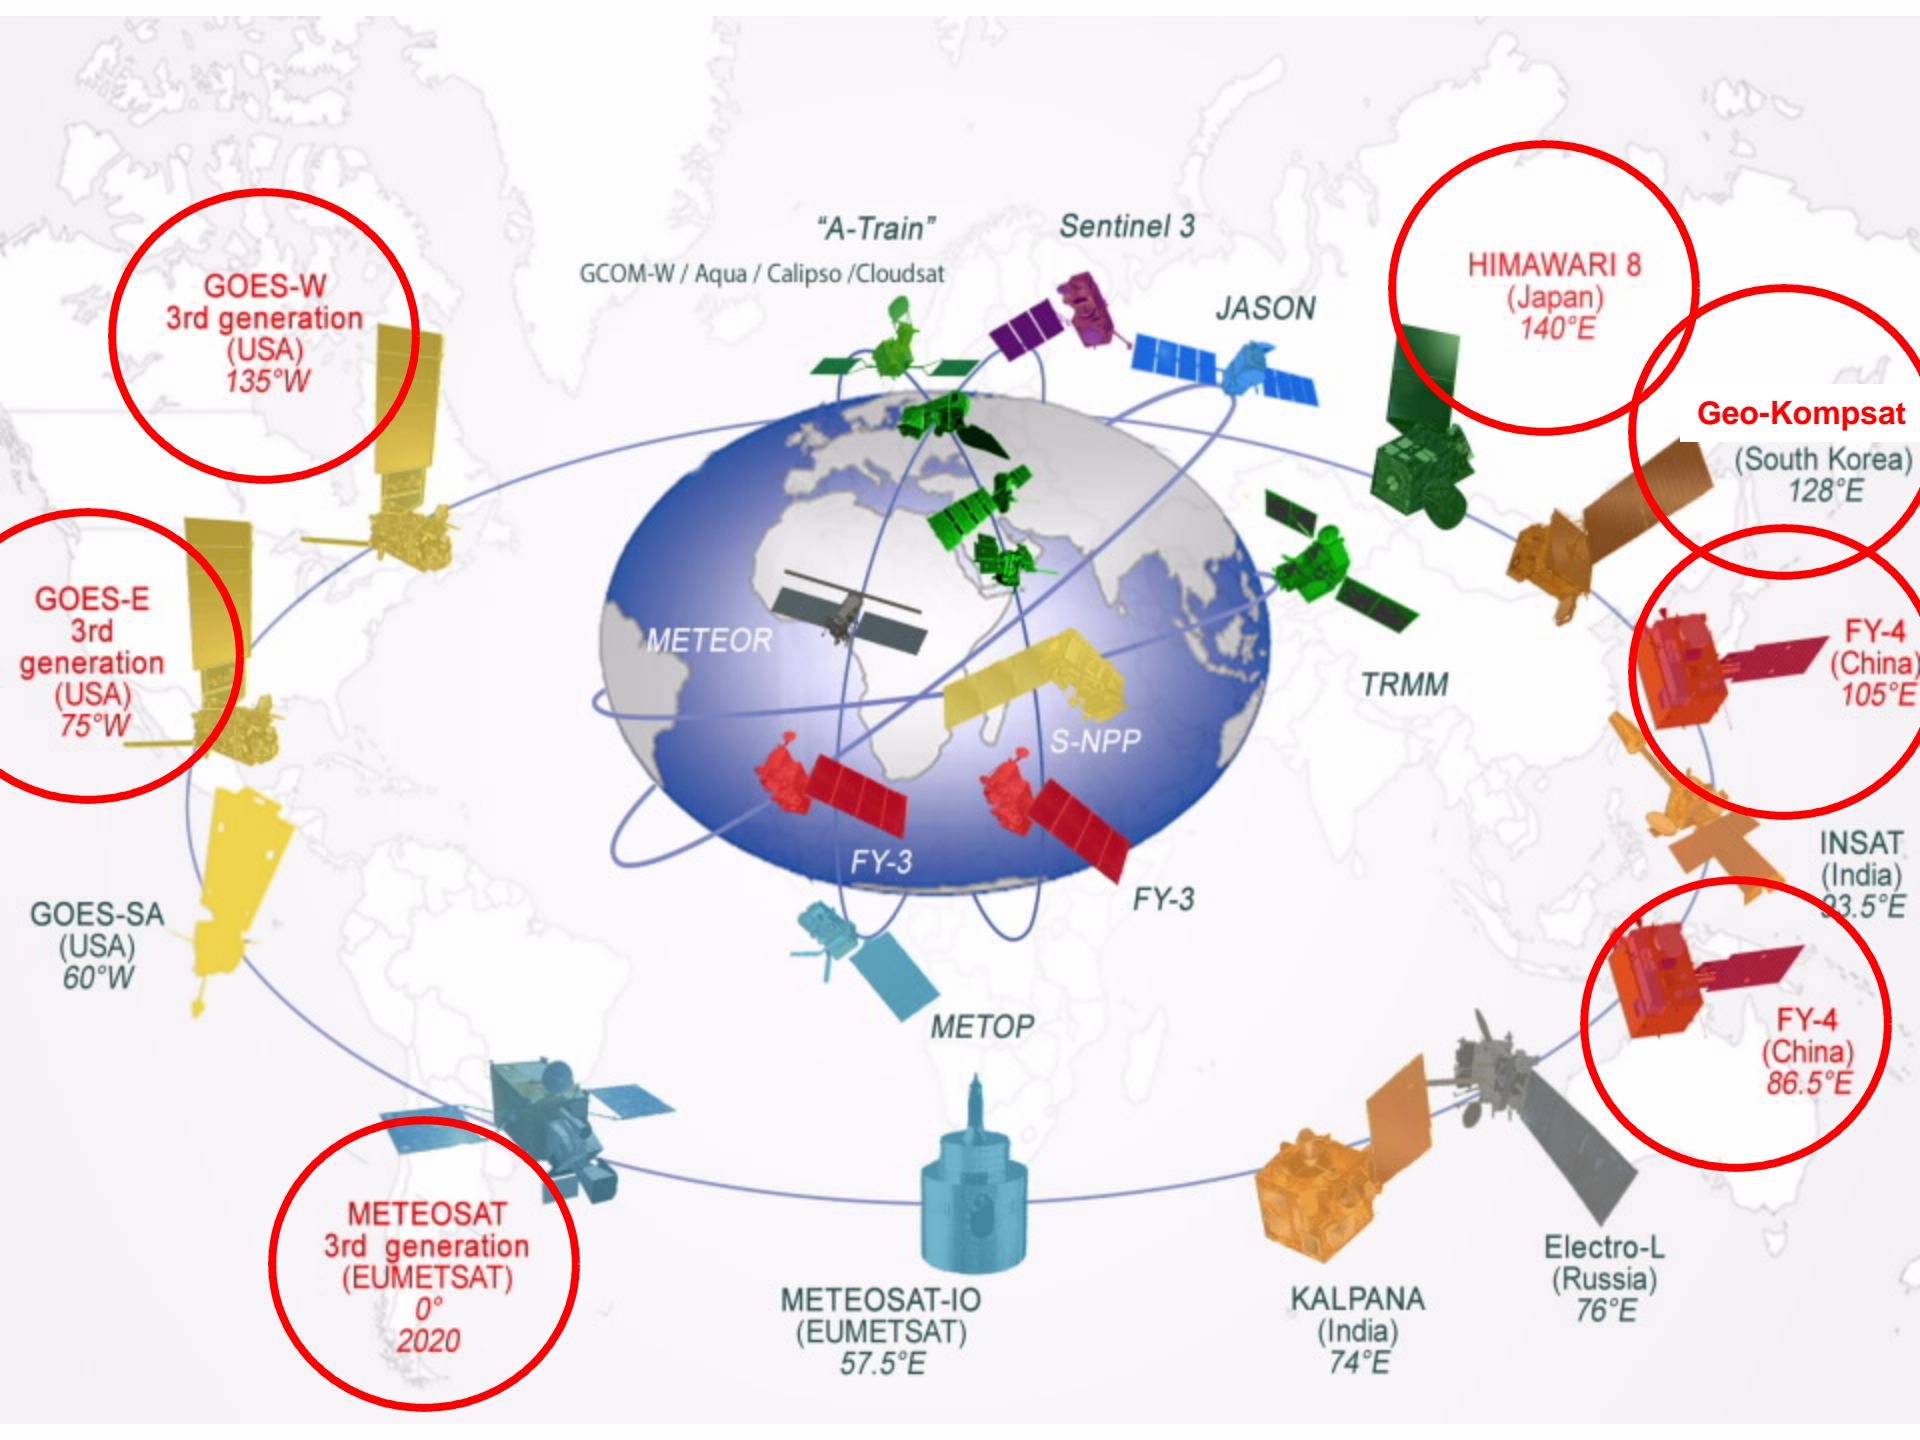 "A-Train"
GCOM-W / Aqua / Calipso /Cloudsat
Sentinel 3
JASON
HIMAWARI 8
(Japan)
140°E
GOES-W
3rd generation
(USA)
135°W
Geo-Kompsat
(South Korea)
128°E
GOES-E
3rd
generation
(USA)
75°W
METEOR
TRMM
FY-4
(China)
105°E
S-NPP
FY-3
FY-3
INSAT
(India)
93.5°E
GOES-SA
(USA)
60°W
METOP
FY-4
(China)
86.5°E
METEOSAT
3rd generation
(EUMETSAT)
0°
2020
METEOSAT-IO
(EUMETSAT)
57.5°E
KALPANA
(India)
74°E
Electro-L
(Russia)
76°E